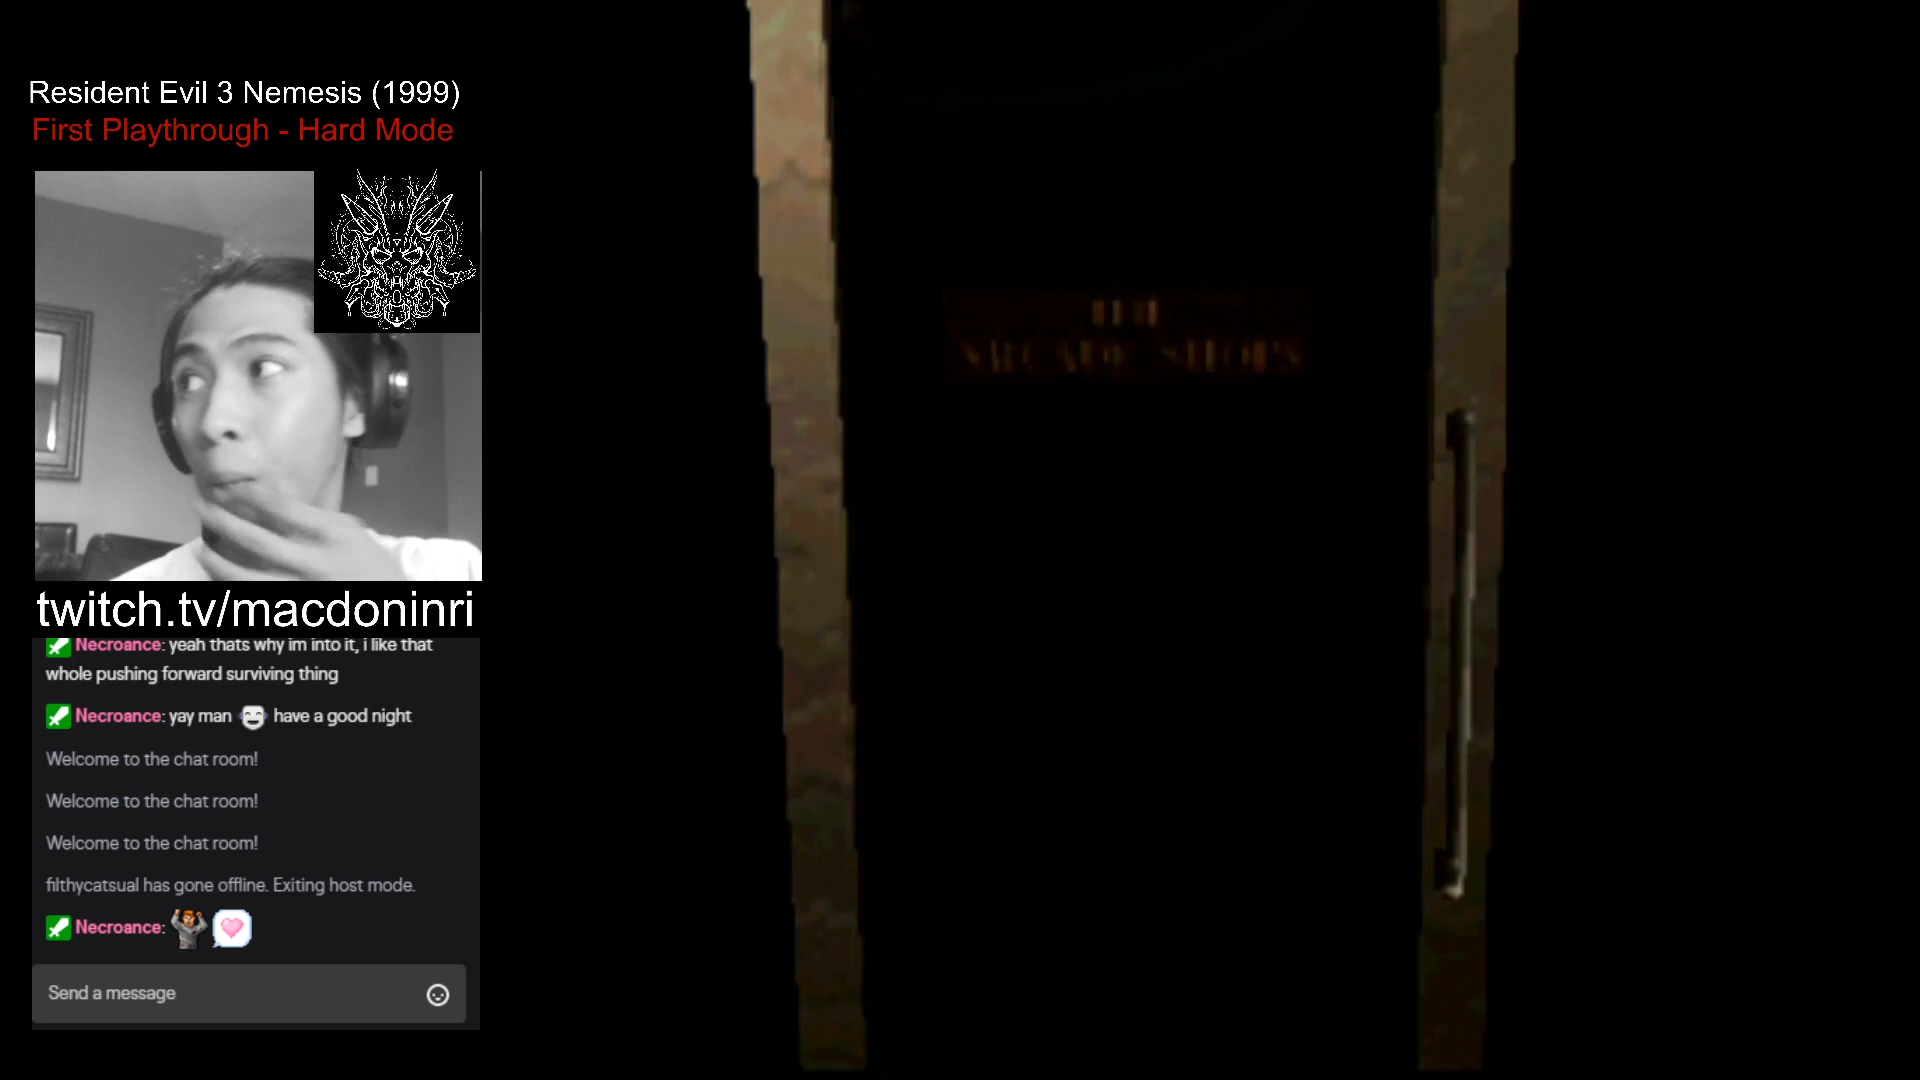 Resident Evil 3 Nemesis (1999)
First Playthrough - Hard Mode
twitch.tv/macdoninri
Necroance: yeah thats why im into it, i like that
whole pushing forward surviving thing
Necroance: yay man have a good night
Welcome to the chat room!
Welcome to the chat room!
Welcome to the chat room!
filthycatsual has gone offline. Exiting host mode.
Necroance:
Send a message
ARCADE SHOPS